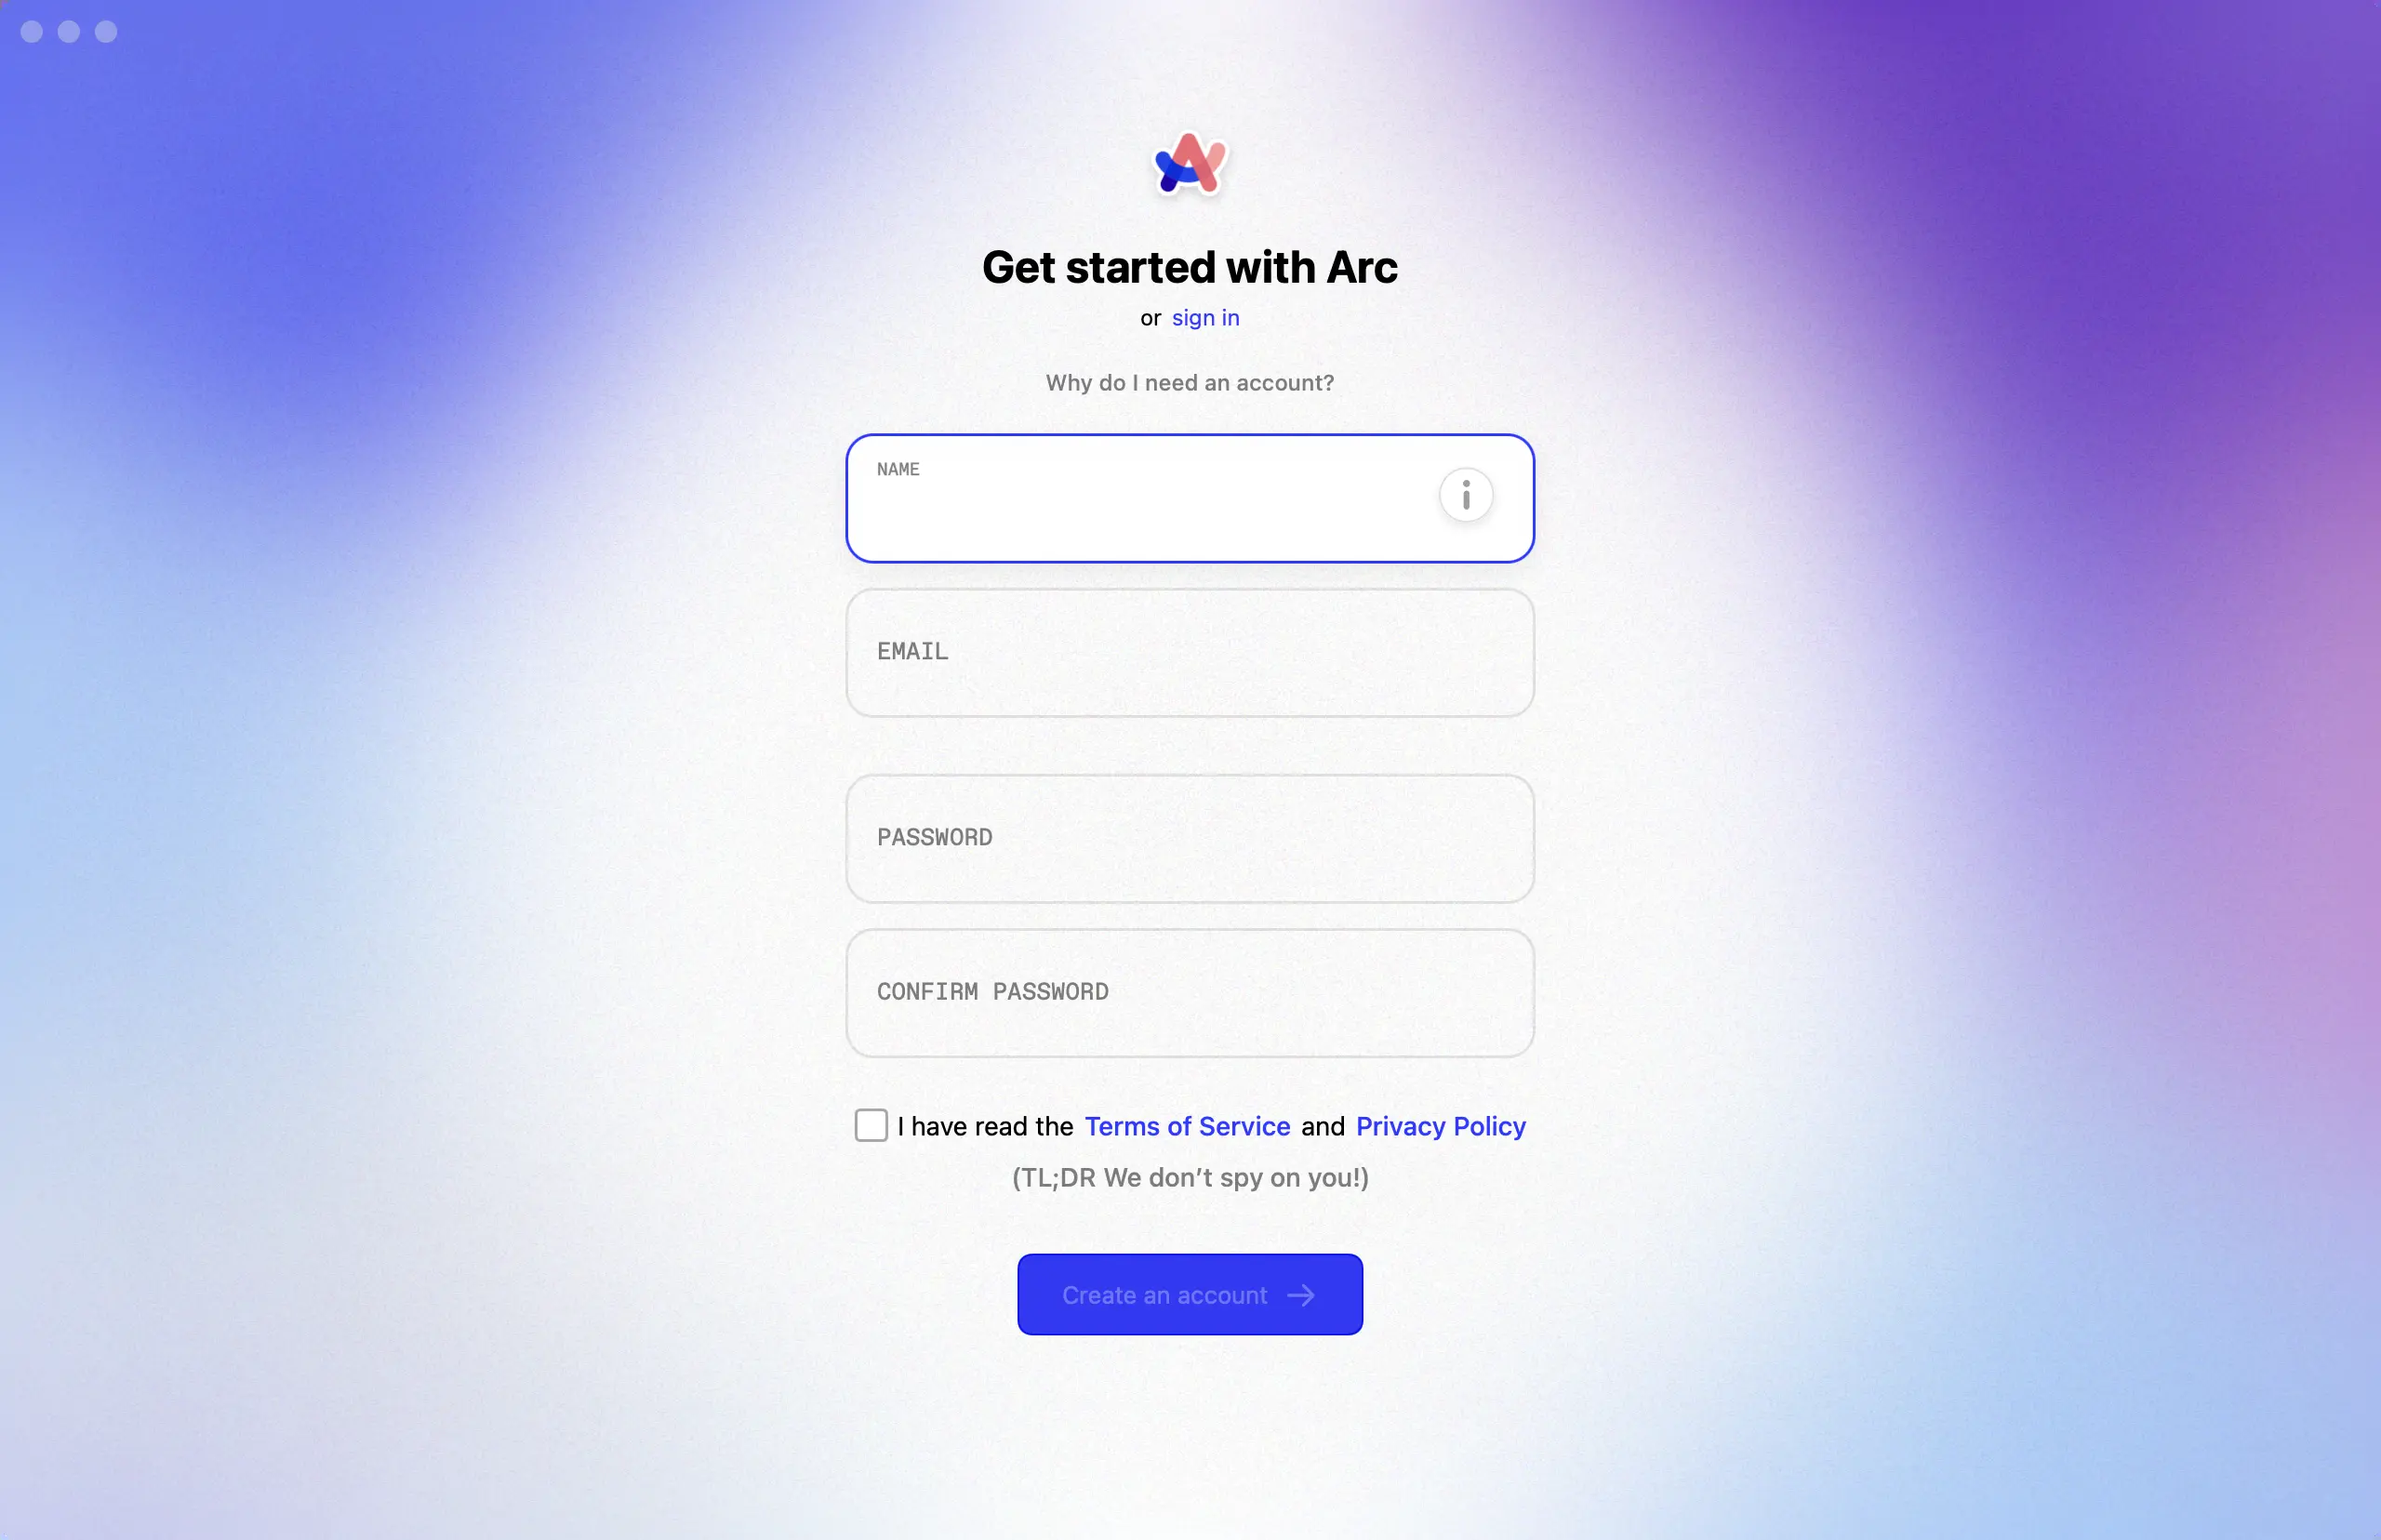 Get started with Arc
or sign in
Why do I need an account?
NAME
EMAIL
PASSWORD
CONFIRM PASSWORD
I have read the Terms of Service and Privacy Policy
(TL;DR We don’t spy on you!)
Create an account →